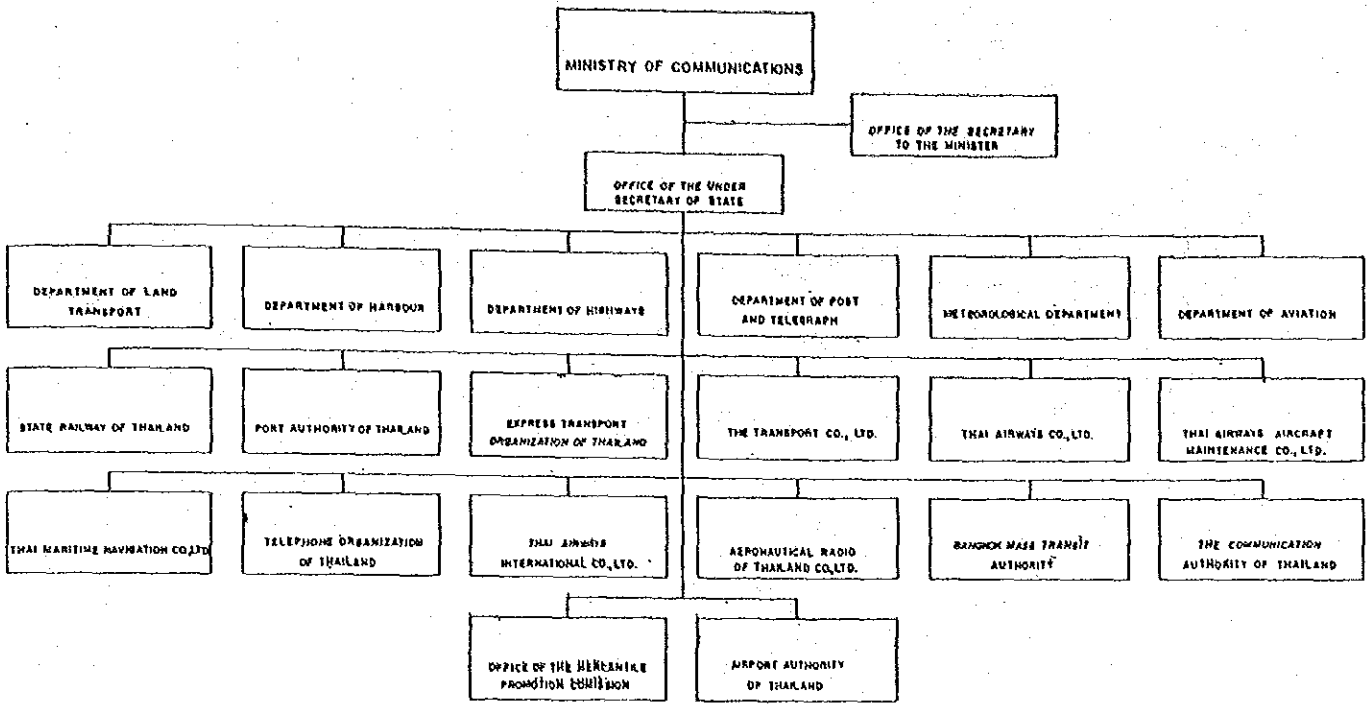 MINISTRY OF COMMUNICATIONS
OFFICE OF THE SECRETARY
TO THE MINISTER
OFFICE OF THE UNDER
SECRETARY OF STATE
DEPARTMENT OF LAND
TRANSPORT
DEPARTMENT OF HARBOUR
DEPARTMENT OF HIGHWAYS
DEPARTMENT OF POST
AND TELEGRAPH
METEOROLOGICAL DEPARTMENT
DEPARTMENT OF AVIATION
STATE RAILWAY OF THAILAND
PORT AUTHORITY OF THAILAND
EXPRESS TRANSPORT
ORGANIZATION OF THAILAND
THE TRANSPORT CO., LTD.
THAI AIRWAYS CO., LTD.
THAI AIRWAYS AIRCRAFT
MAINTENANCE CO., LTD.
THAI MARITIME NAVIGATION CO,LTD
TELEPHONE ORGANIZATION
OF THAILAND
THAI AIRWAYS
INTERNATIONAL CO., LTD.
AERONAUTICAL RADIO
OF THAILAND CO,LTD.
BANGKOK MASS TRANSIT
AUTHORITY
THE COMMUNICATION
AUTHORITY OF THAILAND
OFFICE OF THE MERCANTILE
PROMOTION COMISSION
AIRPORT AUTHORITY
OF THAILAND